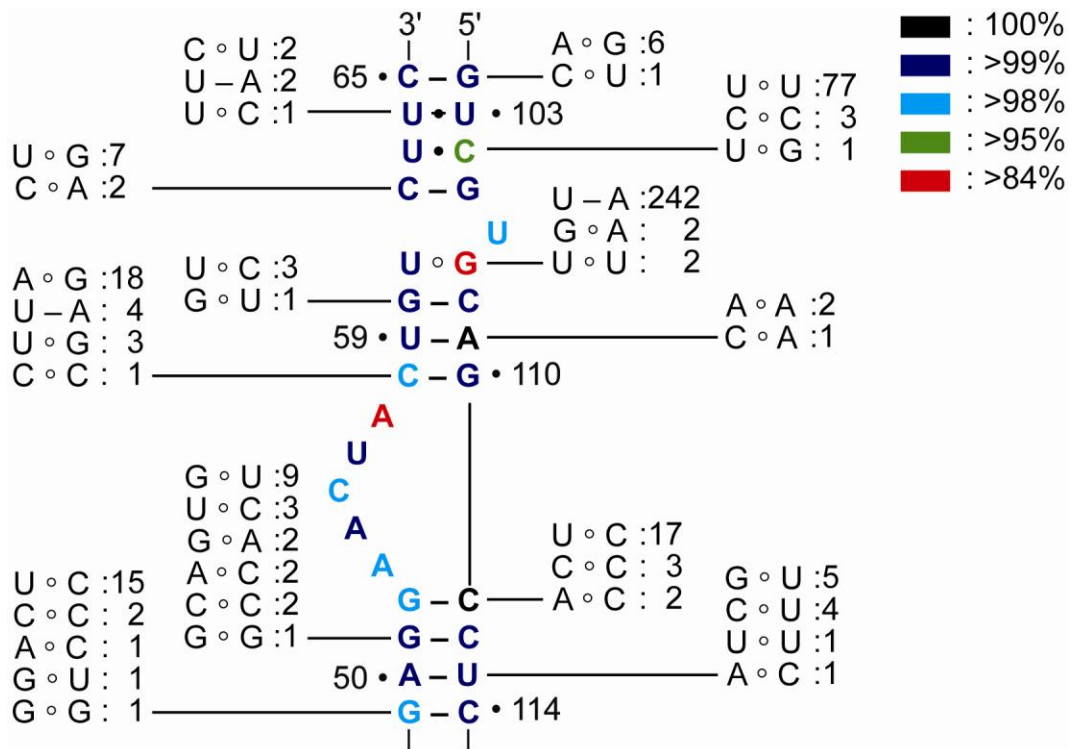 3' 5'
C ∘ U :2
U – A :2
U ∘ C :1
65 • C – G
A ∘ G :6
C ∘ U :1
U • U • 103
U ∘ U :77
C ∘ C : 3
U ∘ G : 1
U • C
U ∘ G :7
C ∘ A :2
C – G
U
U – A :242
G ∘ A : 2
U ∘ U : 2
U ∘ G
U ∘ C :3
G ∘ U :1
G – C
A ∘ G :18
U – A : 4
U ∘ G : 3
C ∘ C : 1
59 • U – A
A ∘ A :2
C ∘ A :1
C – G • 110
A
U
C
A
A
G ∘ U :9
U ∘ C :3
G ∘ A :2
A ∘ C :2
C ∘ C :2
G ∘ G :1
U ∘ C :17
C ∘ C : 3
A ∘ C : 2
G – C
G – C
G ∘ U :5
C ∘ U :4
U ∘ U :1
A ∘ C :1
50 • A – U
U ∘ C :15
C ∘ C : 2
A ∘ C : 1
G ∘ U : 1
G ∘ G : 1
G – C • 114
: 100%
: >99%
: >98%
: >95%
: >84%